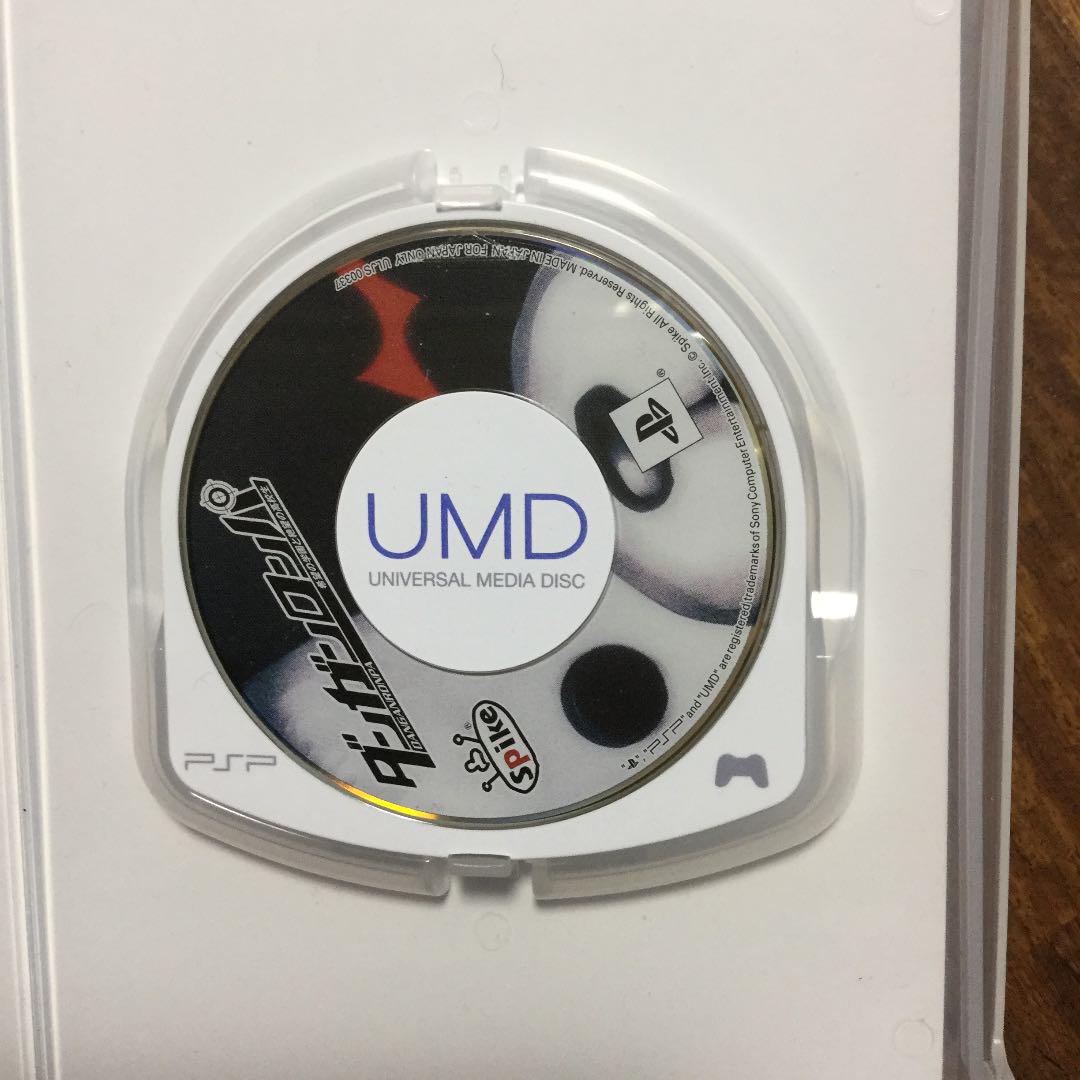 UMD
UNIVERSAL MEDIA DISC
ダンガンロンパ
DANGANRONPA
希望の学園と絶望の高校生
spike
®
PSP
®
"PSP" and "UMD" are registered trademarks of Sony Computer Entertainment Inc. © Spike All Rights Reserved. MADE IN JAPAN FOR JAPAN ONLY ULJS 00337